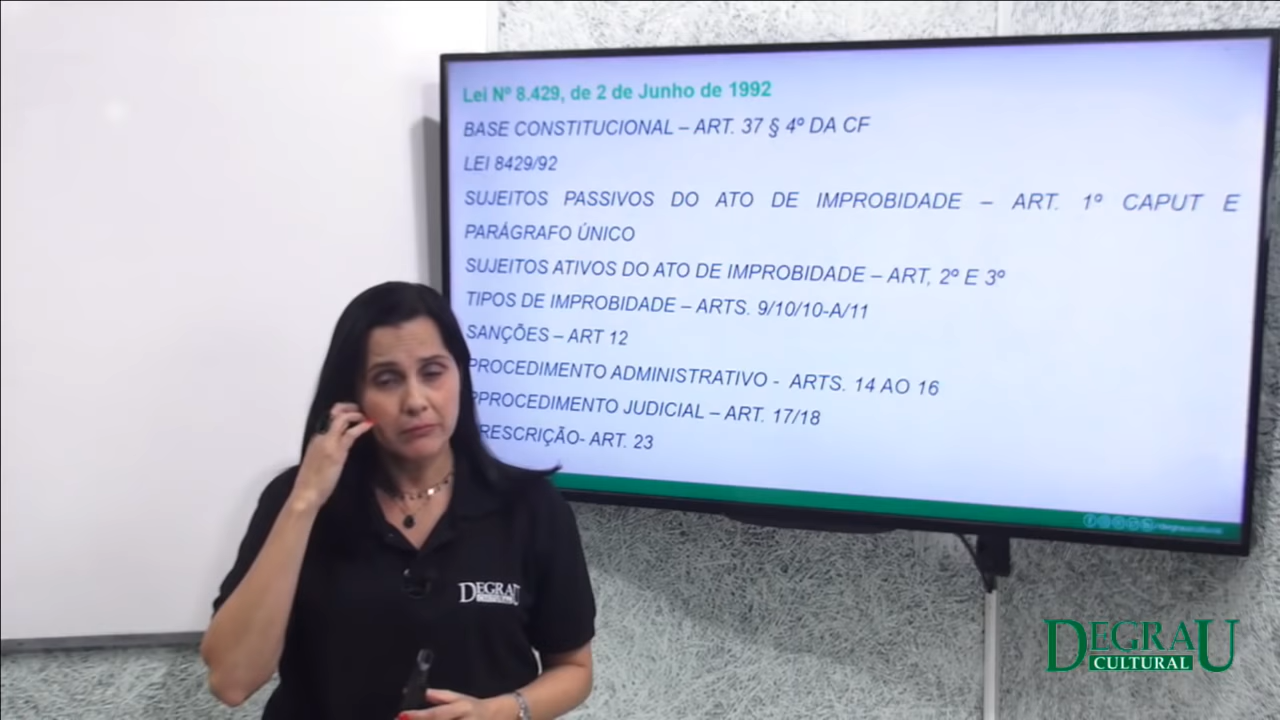 Lei Nº 8.429, de 2 de Junho de 1992
BASE CONSTITUCIONAL – ART. 37 § 4º DA CF
LEI 8429/92
SUJEITOS PASSIVOS DO ATO DE IMPROBIDADE – ART. 1º CAPUT E
PARÁGRAFO ÚNICO
SUJEITOS ATIVOS DO ATO DE IMPROBIDADE – ART, 2º E 3º
TIPOS DE IMPROBIDADE – ARTS. 9/10/10-A/11
SANÇÕES – ART 12
PROCEDIMENTO ADMINISTRATIVO - ARTS. 14 AO 16
PPROCEDIMENTO JUDICIAL – ART. 17/18
RESCRIÇÃO- ART. 23
DEGRAU
DEGRAU
CULTURAL